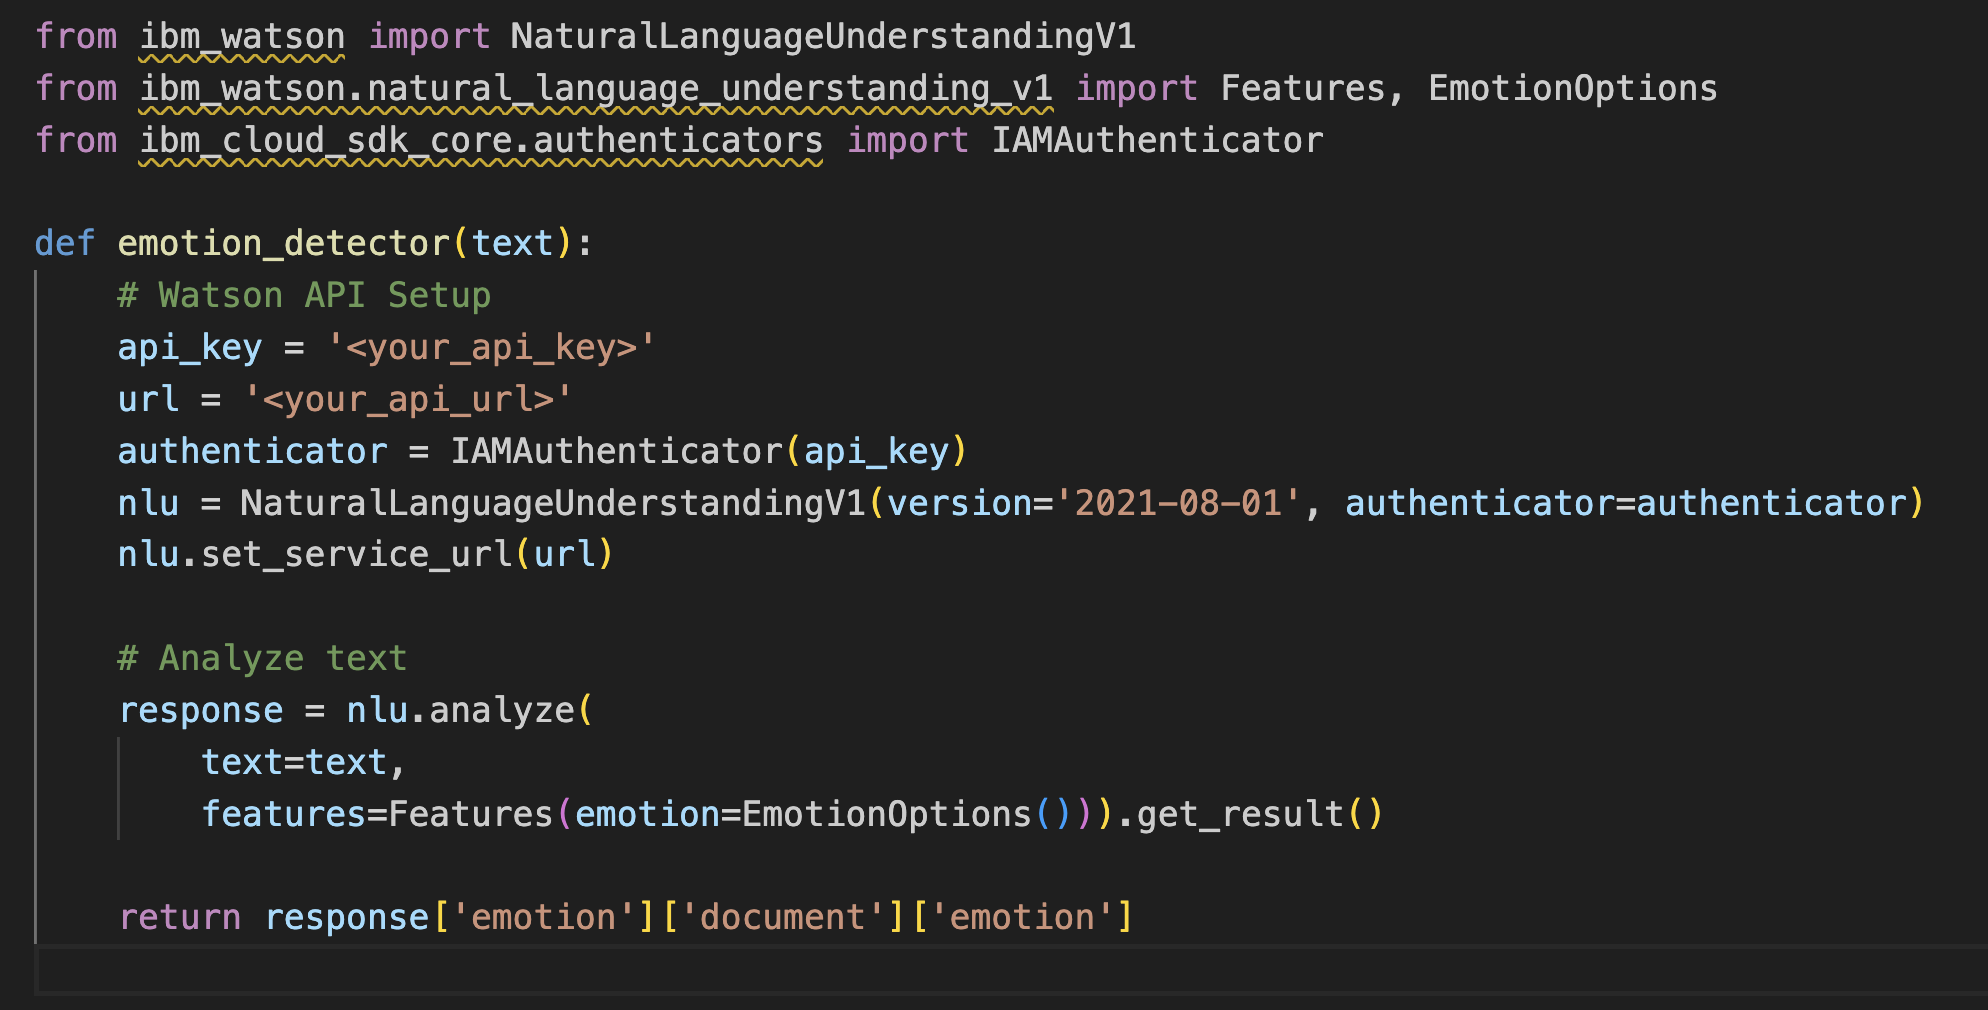 from ibm_watson import NaturalLanguageUnderstandingV1
from ibm_watson.natural_language_understanding_v1 import Features, EmotionOptions
from ibm_cloud_sdk_core.authenticators import IAMAuthenticator

def emotion_detector(text):
    # Watson API Setup
    api_key = '<your_api_key>'
    url = '<your_api_url>'
    authenticator = IAMAuthenticator(api_key)
    nlu = NaturalLanguageUnderstandingV1(version='2021-08-01', authenticator=authenticator)
    nlu.set_service_url(url)

    # Analyze text
    response = nlu.analyze(
        text=text,
        features=Features(emotion=EmotionOptions())).get_result()

    return response['emotion']['document']['emotion']